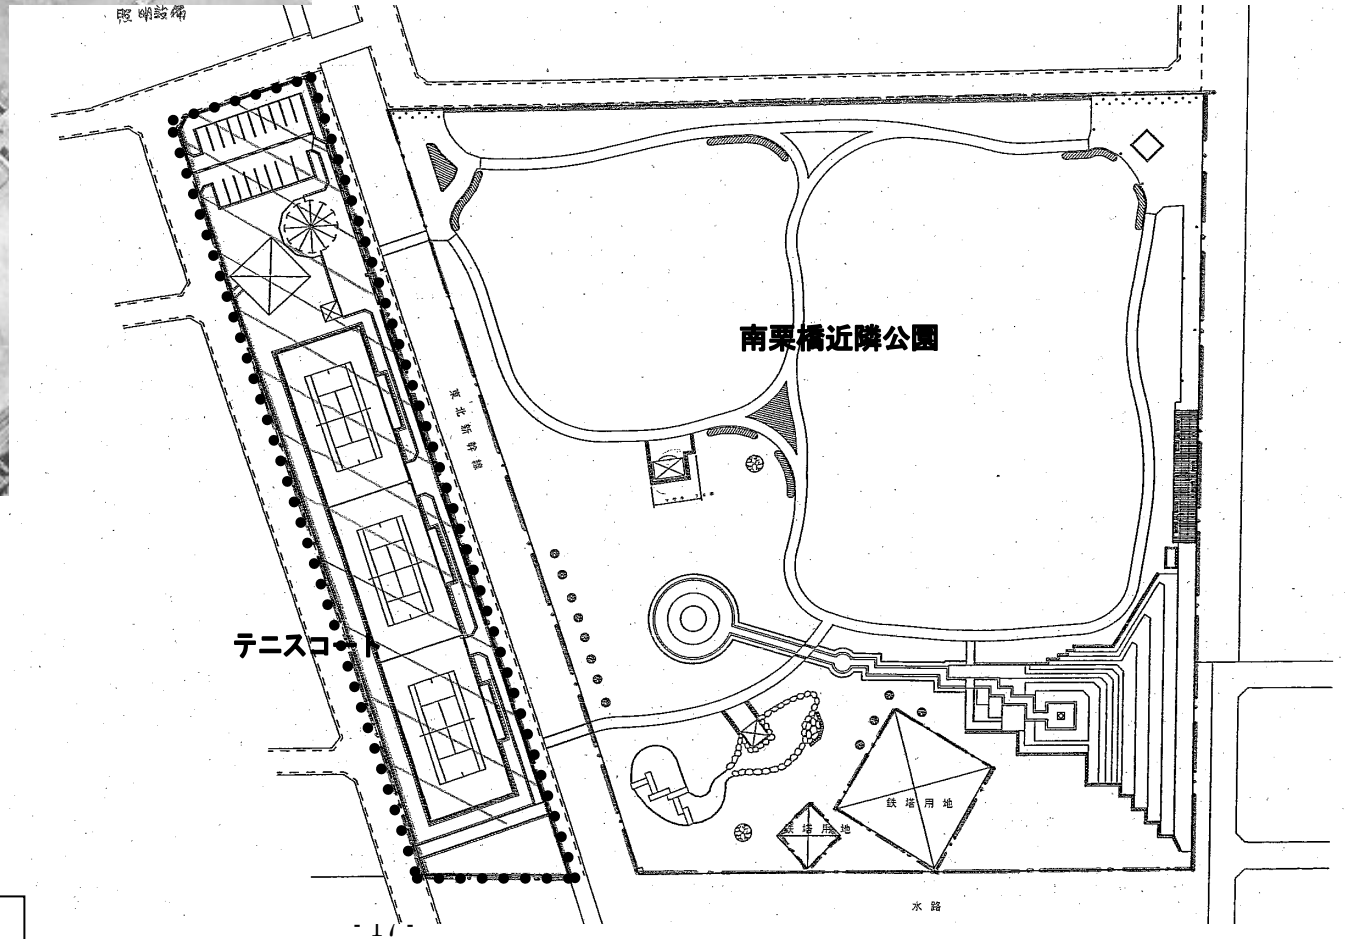 照明設備
南栗橋近隣公園
東北新幹線
テニスコート
鉄塔用地
鉄塔用地
水路
- 17 -